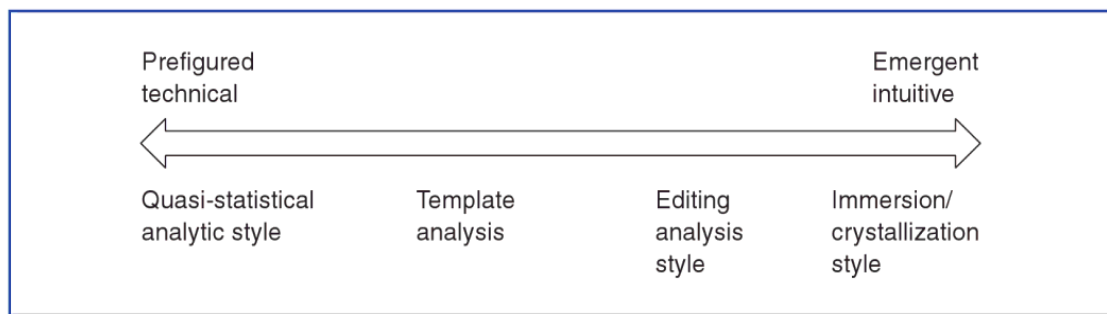 Prefigured
technical
Emergent
intuitive
Quasi-statistical
analytic style
Template
analysis
Editing
analysis
style
Immersion/
crystallization
style